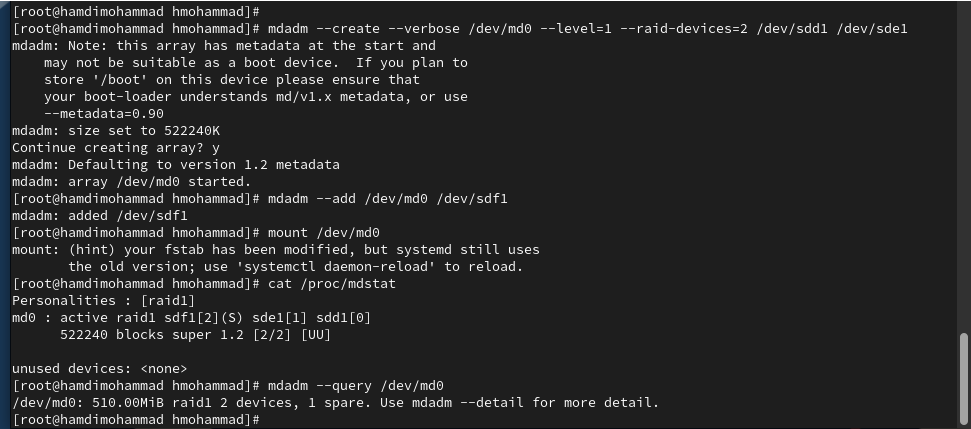 [root@hamdimohammad hmohammad]#
[root@hamdimohammad hmohammad]# mdadm --create --verbose /dev/md0 --level=1 --raid-devices=2 /dev/sdd1 /dev/sde1
mdadm: Note: this array has metadata at the start and
    may not be suitable as a boot device.  If you plan to
    store '/boot' on this device please ensure that
    your boot-loader understands md/v1.x metadata, or use
    --metadata=0.90
mdadm: size set to 522240K
Continue creating array? y
mdadm: Defaulting to version 1.2 metadata
mdadm: array /dev/md0 started.
[root@hamdimohammad hmohammad]# mdadm --add /dev/md0 /dev/sdf1
mdadm: added /dev/sdf1
[root@hamdimohammad hmohammad]# mount /dev/md0
mount: (hint) your fstab has been modified, but systemd still uses
       the old version; use 'systemctl daemon-reload' to reload.
[root@hamdimohammad hmohammad]# cat /proc/mdstat
Personalities : [raid1]
md0 : active raid1 sdf1[2](S) sde1[1] sdd1[0]
      522240 blocks super 1.2 [2/2] [UU]

unused devices: <none>
[root@hamdimohammad hmohammad]# mdadm --query /dev/md0
/dev/md0: 510.00MiB raid1 2 devices, 1 spare. Use mdadm --detail for more detail.
[root@hamdimohammad hmohammad]#